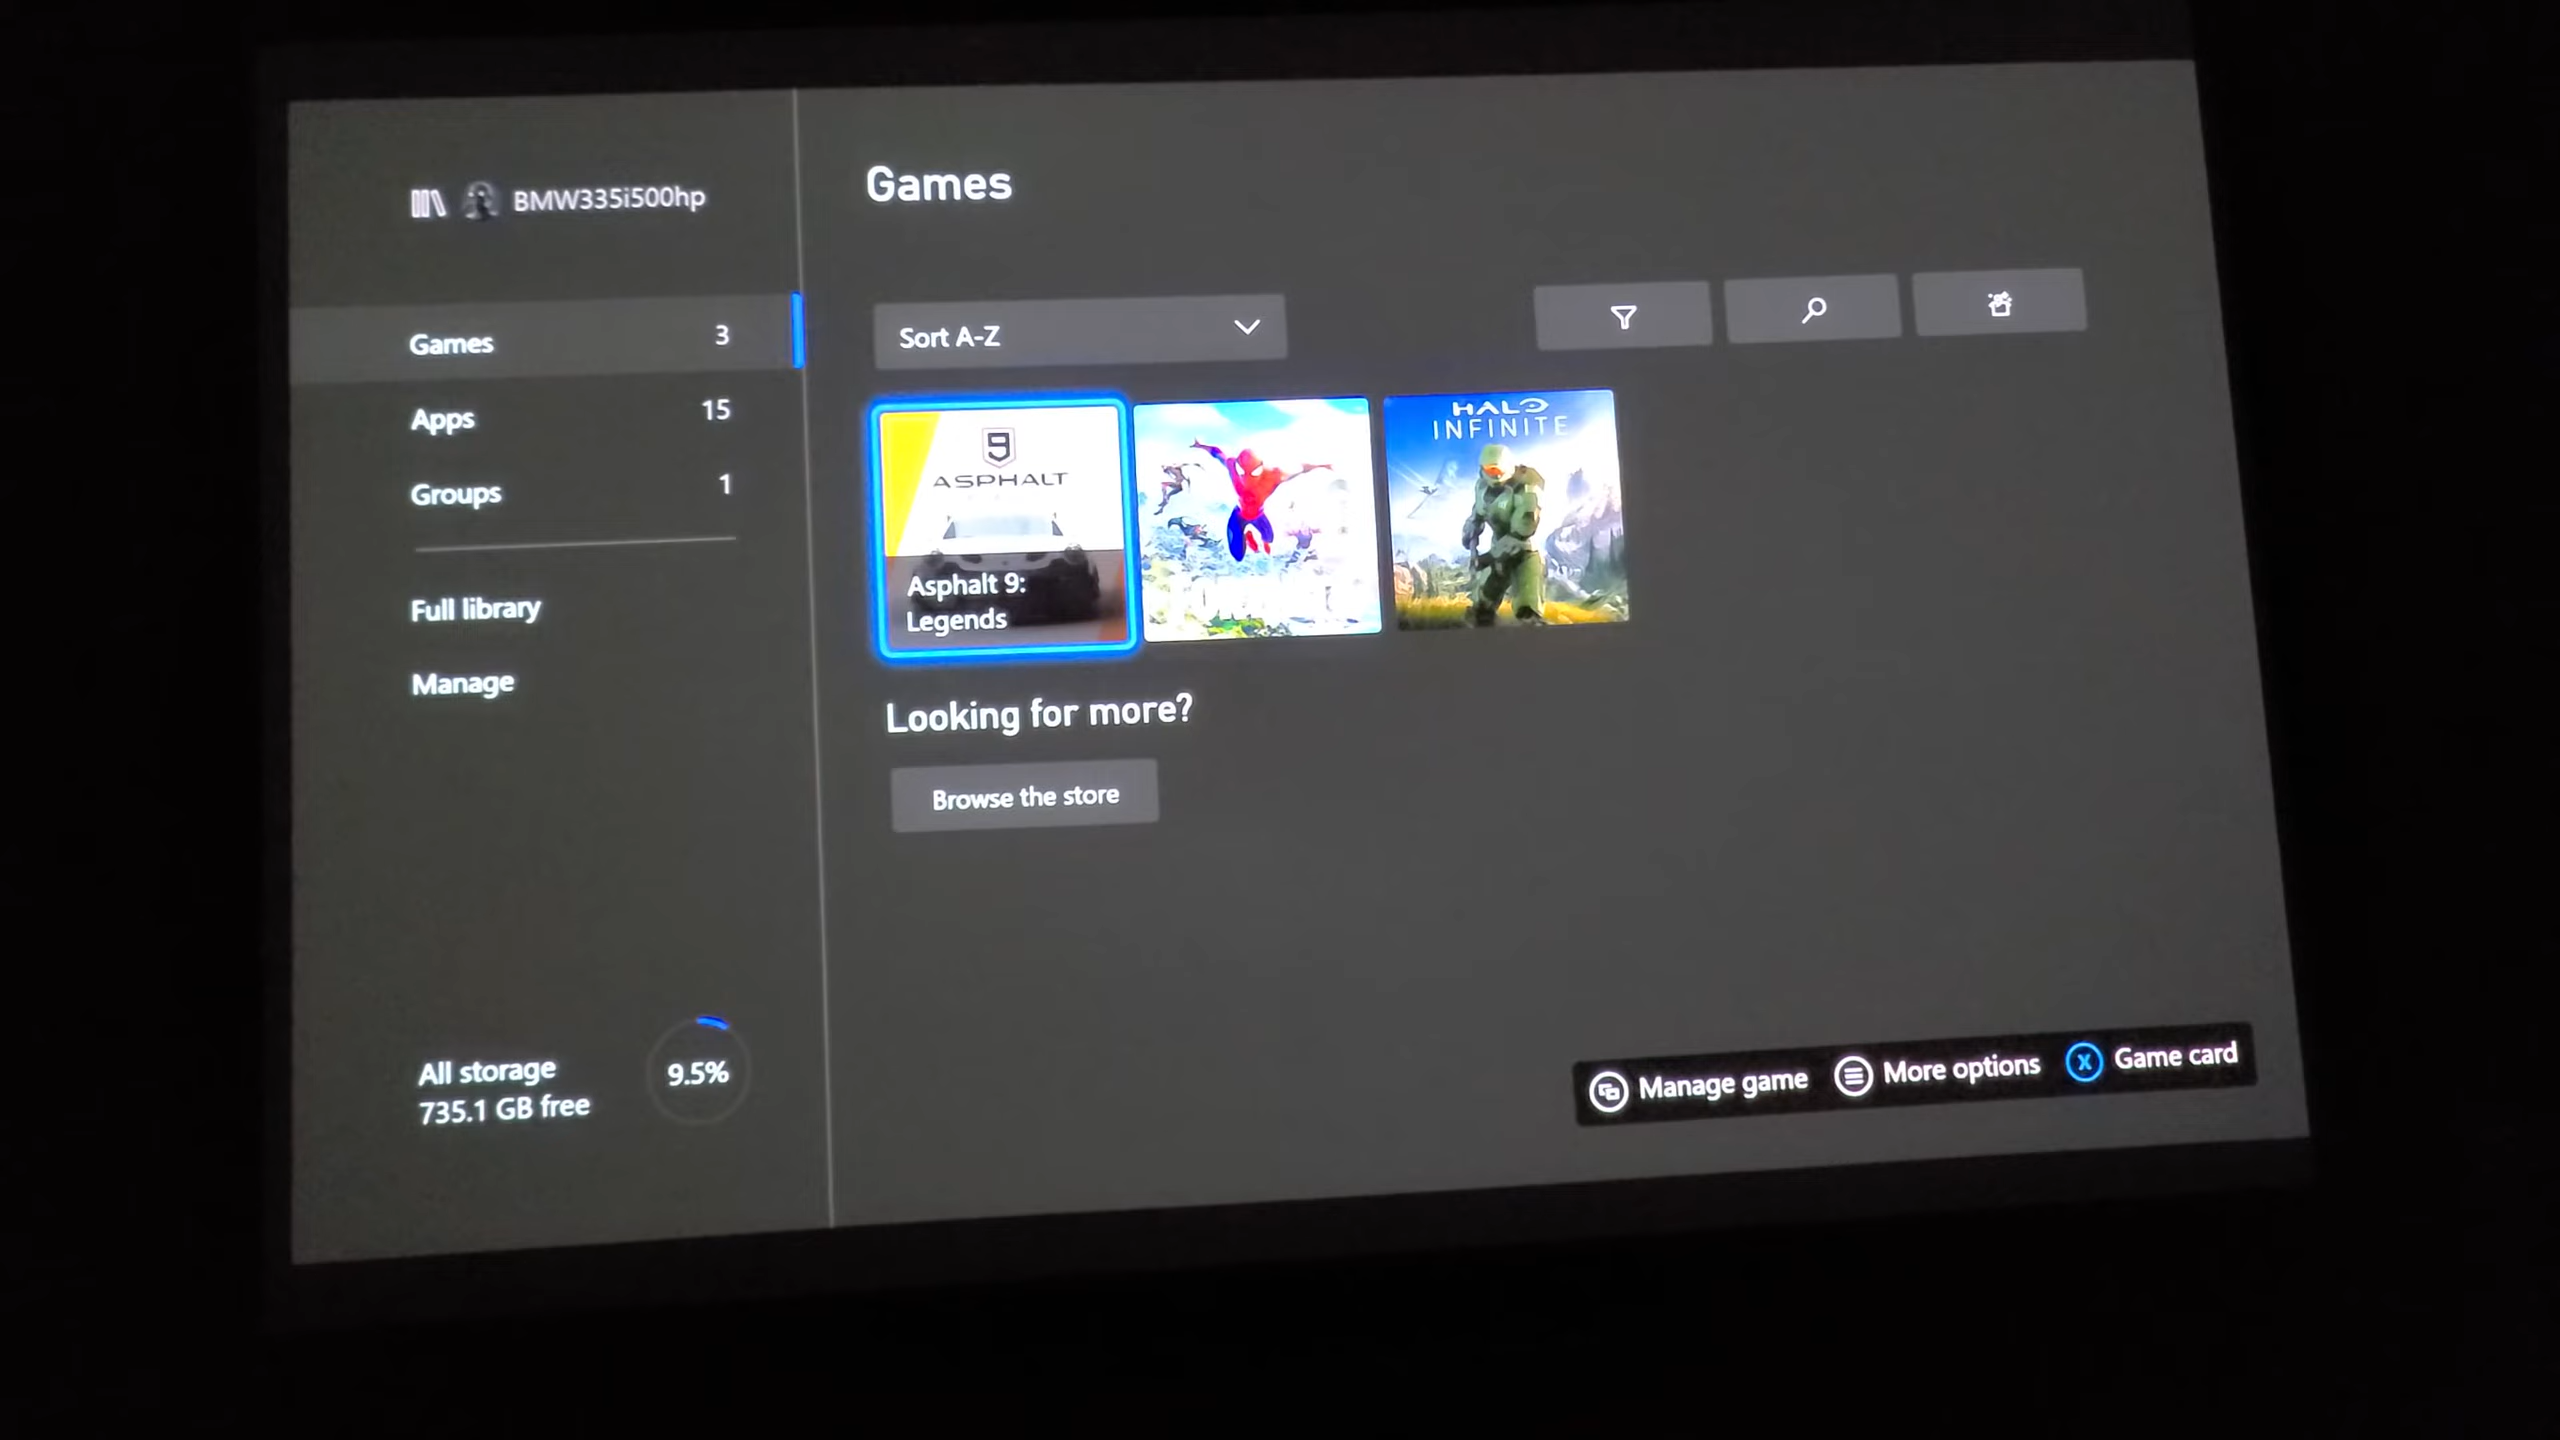 BMW335i500hp
Games 3
Apps 15
Groups 1
Full library
Manage
All storage
735.1 GB free
9.5%
Games
Sort A-Z
9
ASPHALT
Asphalt 9:
Legends
HALO
INFINITE
Looking for more?
Browse the store
Manage game
More options
X Game card